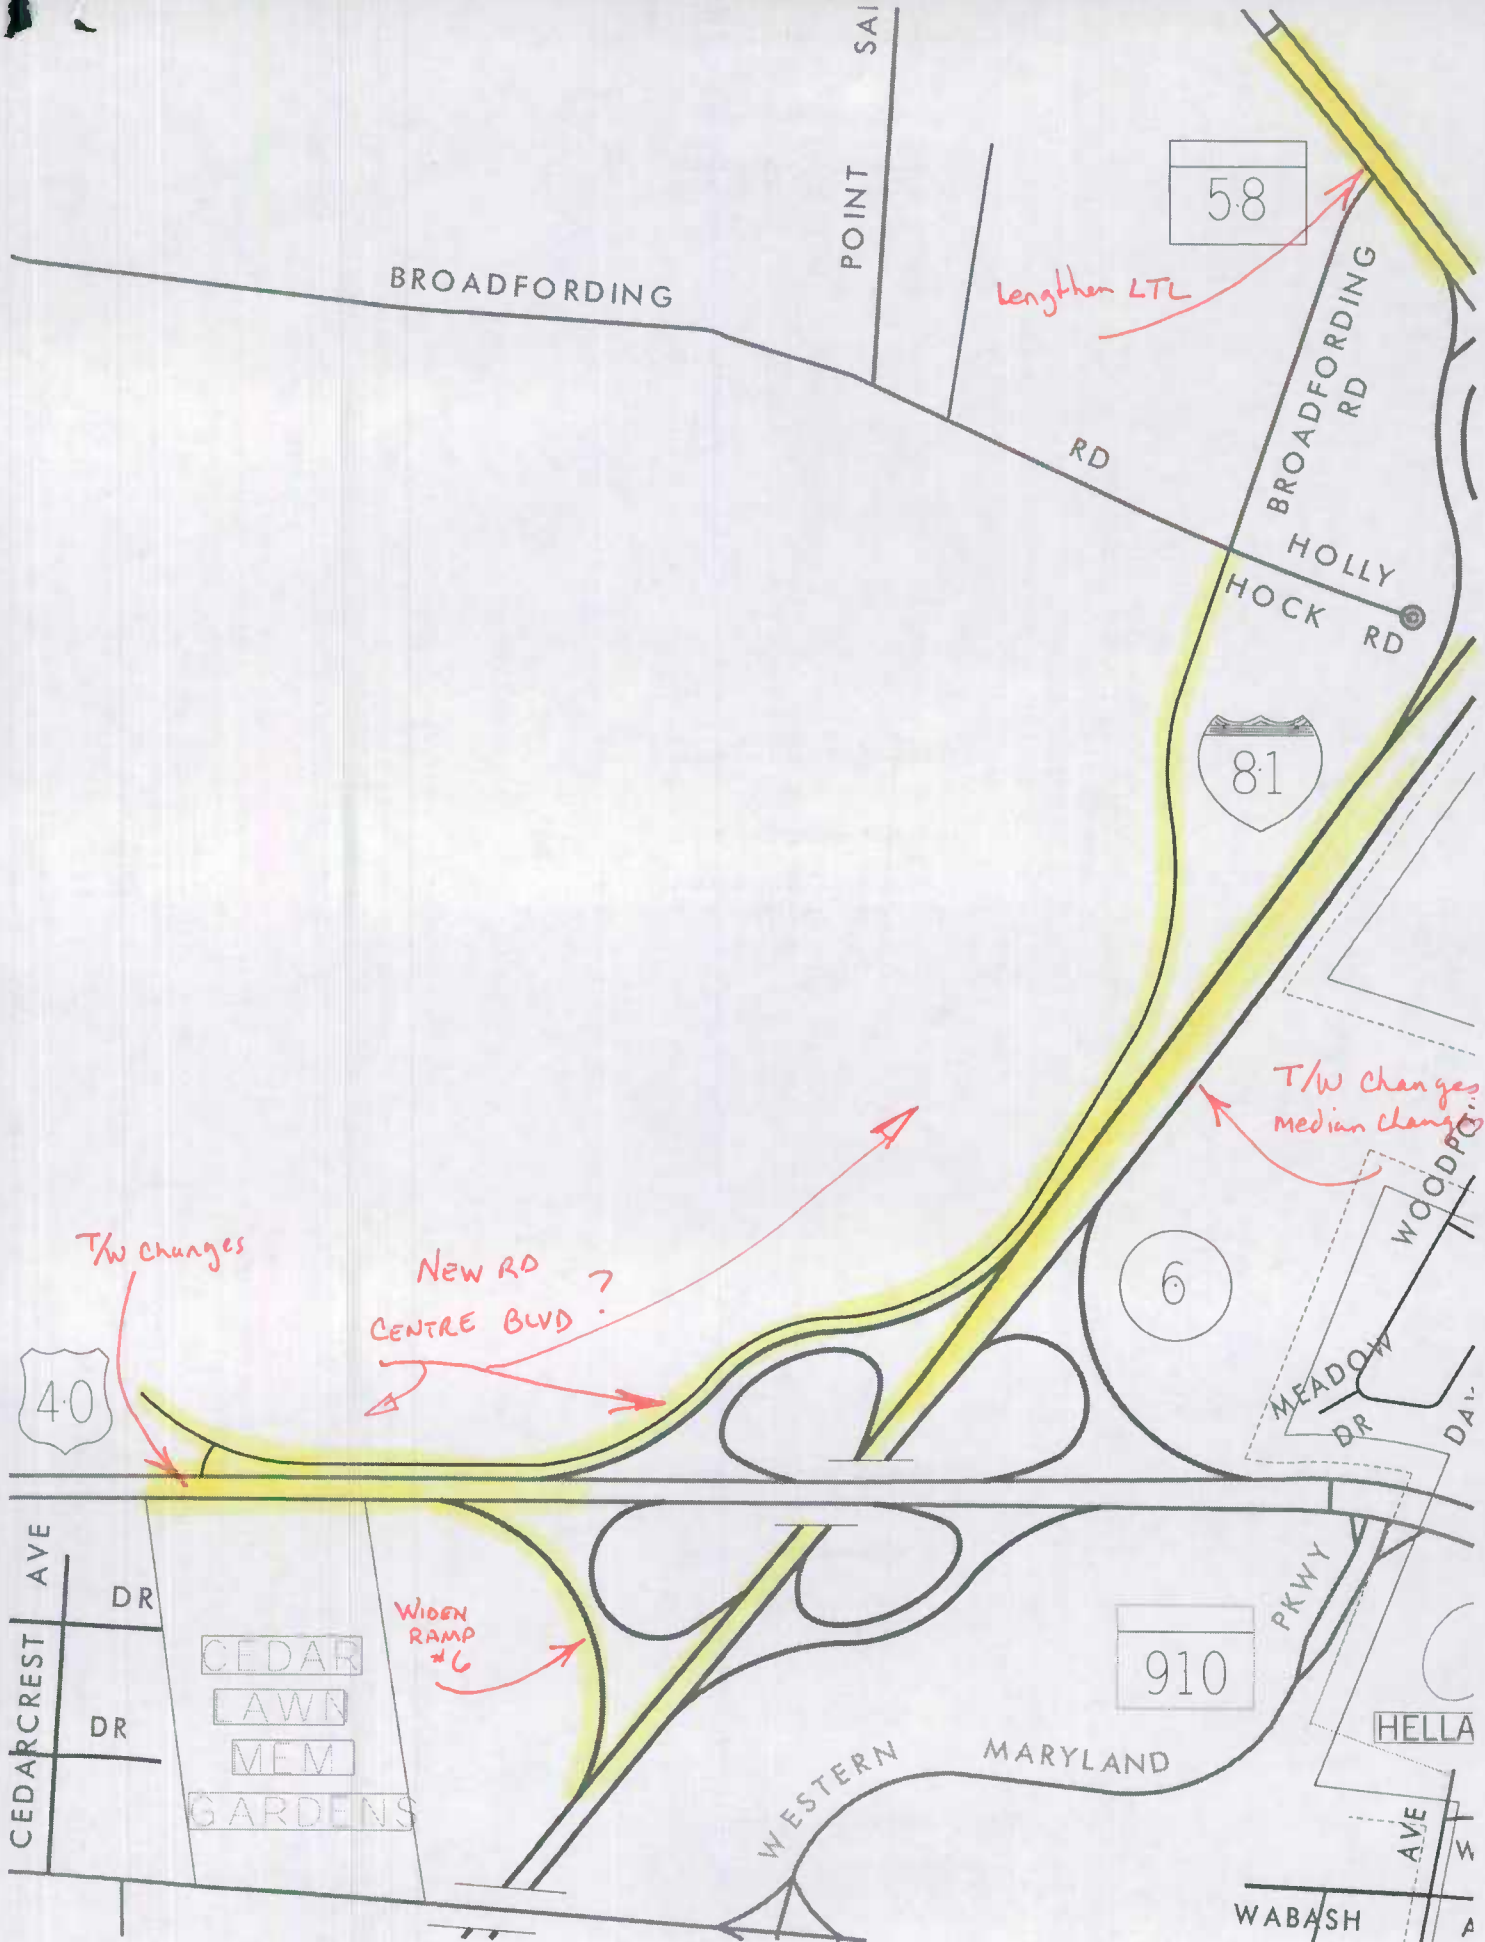 POINT SAI
58
BROADFORDING
Lengthen LTL
BROADFORDING
RD
RD
HOLLY
HOCK RD
81
T/W Changes
median changes
T/W changes
NEW RD
CENTRE BLVD ?
6
40
MEADOW
DR
AVE
DR
CEDARCREST
DR
WIDEN
RAMP
#6
CEDAR
LAWN
MEM
GARDENS
910
PKWY
HELLA
WESTERN MARYLAND
AVE
WABASH